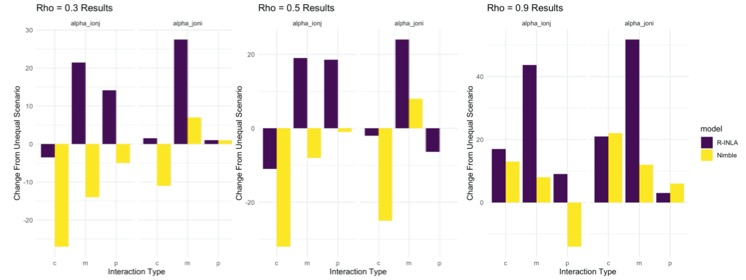 Rho = 0.3 Results
alpha_ionj
alpha_joni
Change From Unequal Scenario
30
20
10
0
-10
-20
c
m
p
c
m
p
Interaction Type
Rho = 0.5 Results
alpha_ionj
alpha_joni
Change From Unequal Scenario
20
0
-20
c
m
p
c
m
p
Interaction Type
Rho = 0.9 Results
alpha_ionj
alpha_joni
Change From Unequal Scenario
40
20
0
c
m
p
c
m
p
Interaction Type
model
R-INLA
Nimble